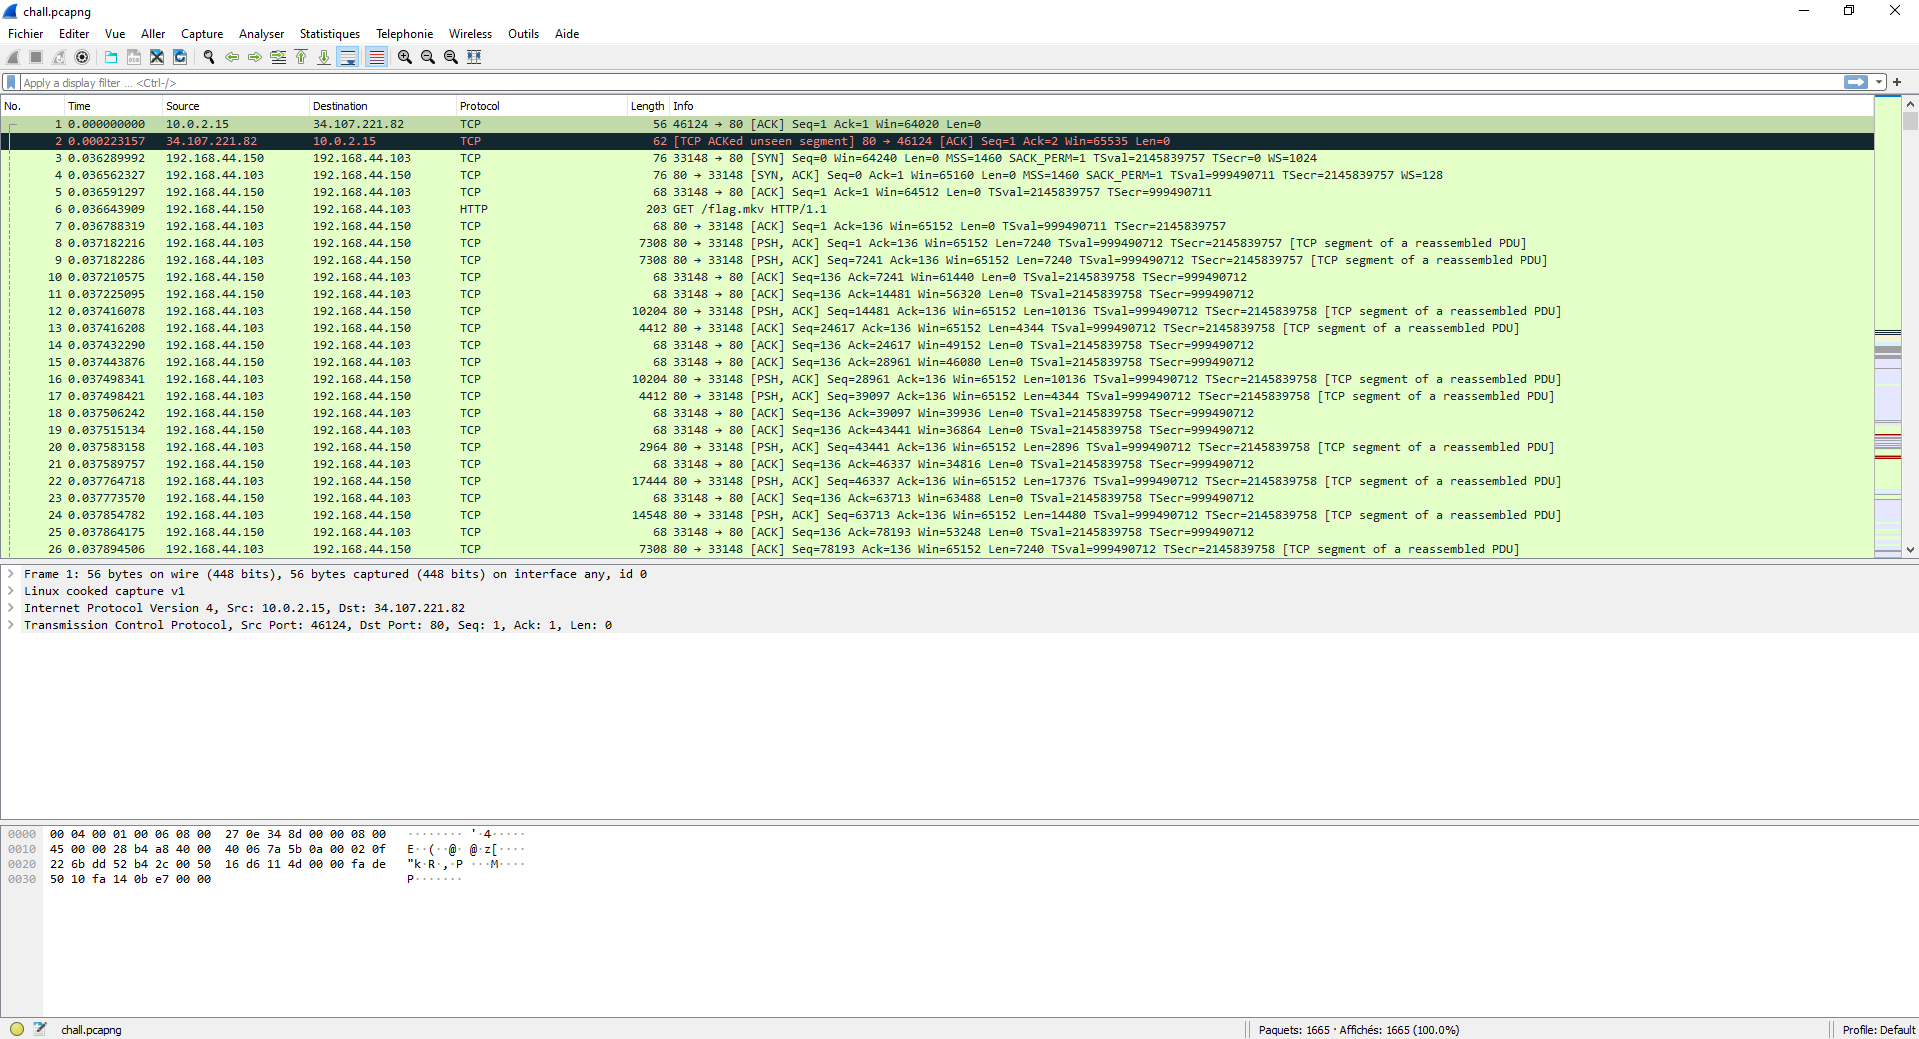 chall.pcapng
Fichier Editer Vue Aller Capture Analyser Statistiques Telephonie Wireless Outils Aide
Apply a display filter ... <Ctrl-/>
No. Time Source Destination Protocol Length Info
1 0.000000000 10.0.2.15 34.107.221.82 TCP 56 46124 → 80 [ACK] Seq=1 Ack=1 Win=64020 Len=0
2 0.000223157 34.107.221.82 10.0.2.15 TCP 62 [TCP ACKed unseen segment] 80 → 46124 [ACK] Seq=1 Ack=2 Win=65535 Len=0
3 0.036289992 192.168.44.150 192.168.44.103 TCP 76 33148 → 80 [SYN] Seq=0 Win=64240 Len=0 MSS=1460 SACK_PERM=1 TSval=2145839757 TSecr=0 WS=1024
4 0.036562327 192.168.44.103 192.168.44.150 TCP 76 80 → 33148 [SYN, ACK] Seq=0 Ack=1 Win=65160 Len=0 MSS=1460 SACK_PERM=1 TSval=999490711 TSecr=2145839757 WS=128
5 0.036591297 192.168.44.150 192.168.44.103 TCP 68 33148 → 80 [ACK] Seq=1 Ack=1 Win=64512 Len=0 TSval=2145839757 TSecr=999490711
6 0.036643909 192.168.44.150 192.168.44.103 HTTP 203 GET /flag.mkv HTTP/1.1
7 0.036788319 192.168.44.103 192.168.44.150 TCP 68 80 → 33148 [ACK] Seq=1 Ack=136 Win=65152 Len=0 TSval=999490711 TSecr=2145839757
8 0.037182216 192.168.44.103 192.168.44.150 TCP 7308 80 → 33148 [PSH, ACK] Seq=1 Ack=136 Win=65152 Len=7240 TSval=999490712 TSecr=2145839757 [TCP segment of a reassembled PDU]
9 0.037182286 192.168.44.103 192.168.44.150 TCP 7308 80 → 33148 [PSH, ACK] Seq=7241 Ack=136 Win=65152 Len=7240 TSval=999490712 TSecr=2145839757 [TCP segment of a reassembled PDU]
10 0.037210575 192.168.44.150 192.168.44.103 TCP 68 33148 → 80 [ACK] Seq=136 Ack=7241 Win=61440 Len=0 TSval=2145839758 TSecr=999490712
11 0.037225095 192.168.44.150 192.168.44.103 TCP 68 33148 → 80 [ACK] Seq=136 Ack=14481 Win=56320 Len=0 TSval=2145839758 TSecr=999490712
12 0.037416078 192.168.44.103 192.168.44.150 TCP 10204 80 → 33148 [PSH, ACK] Seq=14481 Ack=136 Win=65152 Len=10136 TSval=999490712 TSecr=2145839758 [TCP segment of a reassembled PDU]
13 0.037416208 192.168.44.103 192.168.44.150 TCP 4412 80 → 33148 [ACK] Seq=24617 Ack=136 Win=65152 Len=4344 TSval=999490712 TSecr=2145839758 [TCP segment of a reassembled PDU]
14 0.037432290 192.168.44.150 192.168.44.103 TCP 68 33148 → 80 [ACK] Seq=136 Ack=24617 Win=49152 Len=0 TSval=2145839758 TSecr=999490712
15 0.037443876 192.168.44.150 192.168.44.103 TCP 68 33148 → 80 [ACK] Seq=136 Ack=28961 Win=46080 Len=0 TSval=2145839758 TSecr=999490712
16 0.037498341 192.168.44.103 192.168.44.150 TCP 10204 80 → 33148 [PSH, ACK] Seq=28961 Ack=136 Win=65152 Len=10136 TSval=999490712 TSecr=2145839758 [TCP segment of a reassembled PDU]
17 0.037498421 192.168.44.103 192.168.44.150 TCP 4412 80 → 33148 [PSH, ACK] Seq=39097 Ack=136 Win=65152 Len=4344 TSval=999490712 TSecr=2145839758 [TCP segment of a reassembled PDU]
18 0.037506242 192.168.44.150 192.168.44.103 TCP 68 33148 → 80 [ACK] Seq=136 Ack=39097 Win=39936 Len=0 TSval=2145839758 TSecr=999490712
19 0.037515134 192.168.44.150 192.168.44.103 TCP 68 33148 → 80 [ACK] Seq=136 Ack=43441 Win=36864 Len=0 TSval=2145839758 TSecr=999490712
20 0.037583158 192.168.44.103 192.168.44.150 TCP 2964 80 → 33148 [PSH, ACK] Seq=43441 Ack=136 Win=65152 Len=2896 TSval=999490712 TSecr=2145839758 [TCP segment of a reassembled PDU]
21 0.037589757 192.168.44.150 192.168.44.103 TCP 68 33148 → 80 [ACK] Seq=136 Ack=46337 Win=34816 Len=0 TSval=2145839758 TSecr=999490712
22 0.037764718 192.168.44.103 192.168.44.150 TCP 17444 80 → 33148 [PSH, ACK] Seq=46337 Ack=136 Win=65152 Len=17376 TSval=999490712 TSecr=2145839758 [TCP segment of a reassembled PDU]
23 0.037773570 192.168.44.150 192.168.44.103 TCP 68 33148 → 80 [ACK] Seq=136 Ack=63713 Win=63488 Len=0 TSval=2145839758 TSecr=999490712
24 0.037854782 192.168.44.103 192.168.44.150 TCP 14548 80 → 33148 [PSH, ACK] Seq=63713 Ack=136 Win=65152 Len=14480 TSval=999490712 TSecr=2145839758 [TCP segment of a reassembled PDU]
25 0.037864175 192.168.44.150 192.168.44.103 TCP 68 33148 → 80 [ACK] Seq=136 Ack=78193 Win=53248 Len=0 TSval=2145839758 TSecr=999490712
26 0.037894506 192.168.44.103 192.168.44.150 TCP 7308 80 → 33148 [ACK] Seq=78193 Ack=136 Win=65152 Len=7240 TSval=999490712 TSecr=2145839758 [TCP segment of a reassembled PDU]
Frame 1: 56 bytes on wire (448 bits), 56 bytes captured (448 bits) on interface any, id 0
Linux cooked capture v1
Internet Protocol Version 4, Src: 10.0.2.15, Dst: 34.107.221.82
Transmission Control Protocol, Src Port: 46124, Dst Port: 80, Seq: 1, Ack: 1, Len: 0
0000 00 04 00 01 00 06 08 00 27 0e 34 8d 00 00 08 00 ········ '·4·····
0010 45 00 00 28 b4 a8 40 00 40 06 7a 5b 0a 00 02 0f E··(··@· @·z[····
0020 22 6b dd 52 b4 2c 00 50 16 d6 11 4d 00 00 fa de "k·R·,·P ···M····
0030 50 10 fa 14 0b e7 00 00 P·······
chall.pcapng Paquets: 1665 · Affichés: 1665 (100.0%) Profile: Default